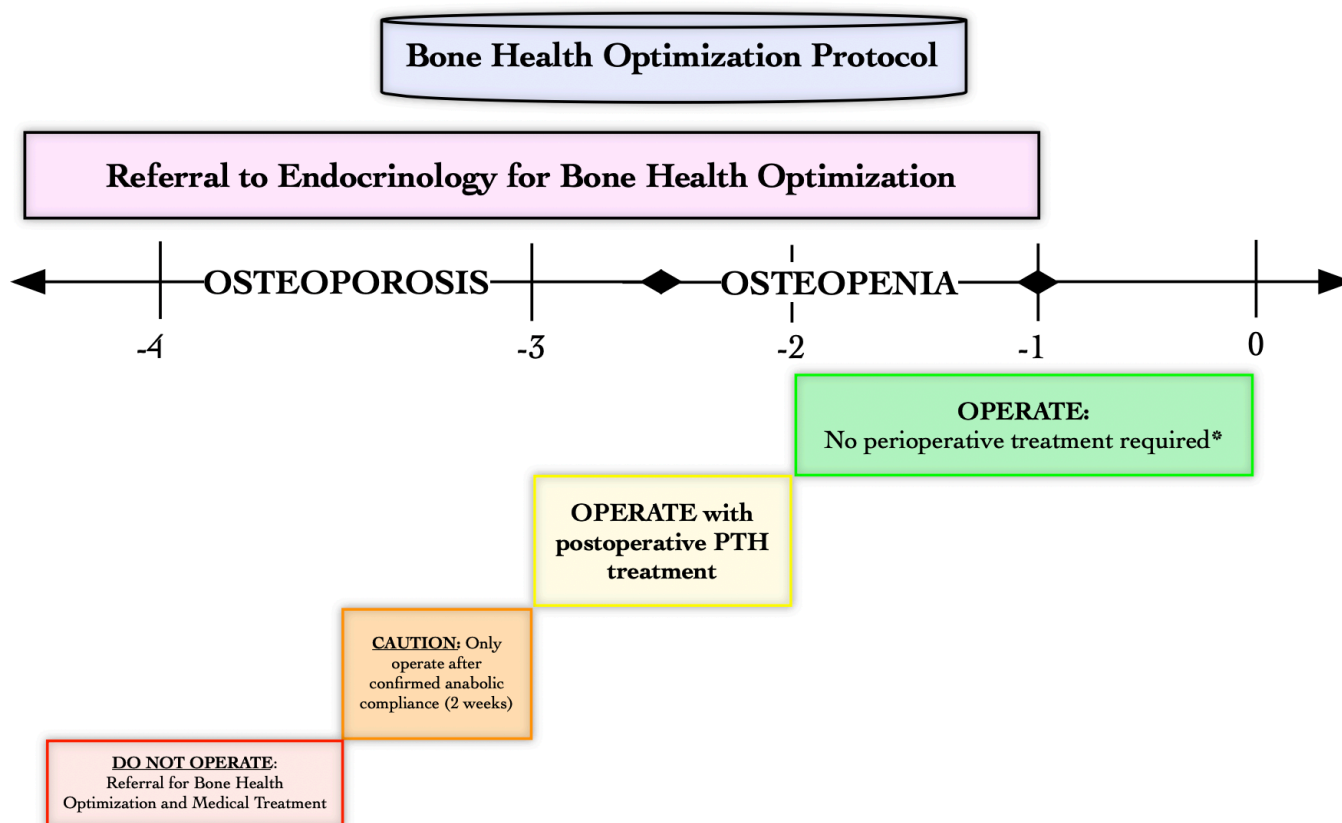 Bone Health Optimization Protocol
Referral to Endocrinology for Bone Health Optimization
OSTEOPOROSIS OSTEOPENIA
-4 -3 -2 -1 0
OPERATE:
No perioperative treatment required*
OPERATE with
postoperative PTH
treatment
CAUTION: Only
operate after
confirmed anabolic
compliance (2 weeks)
DO NOT OPERATE:
Referral for Bone Health
Optimization and Medical Treatment